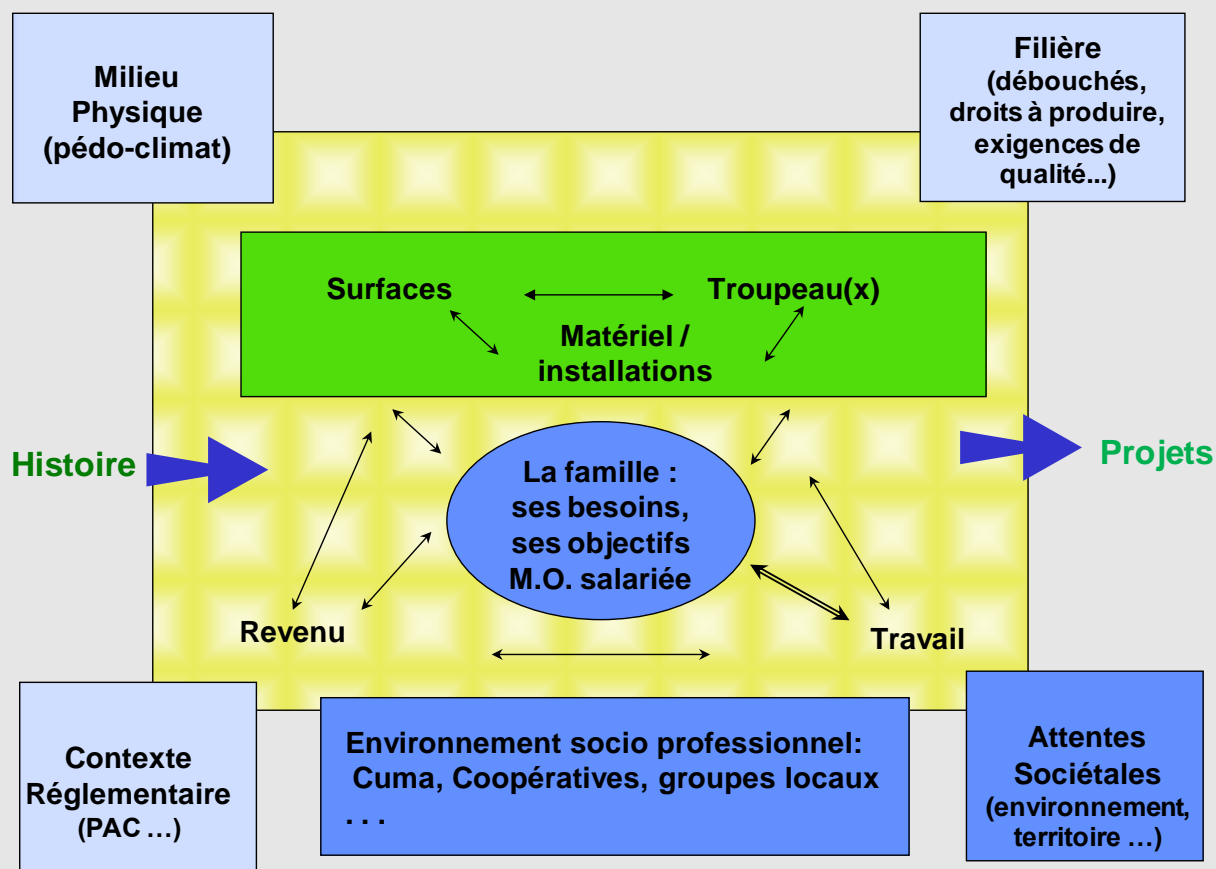 Milieu
Physique
(pédo-climat)
Filière
(débouchés,
droits à produire,
exigences de
qualité...)
Surfaces
Troupeau(x)
Matériel /
installations
Histoire
Projets
La famille :
ses besoins,
ses objectifs
M.O. salariée
Revenu
Travail
Contexte
Réglementaire
(PAC ...)
Environnement socio professionnel:
Cuma, Coopératives, groupes locaux
. . .
Attentes
Sociétales
(environnement,
territoire ...)